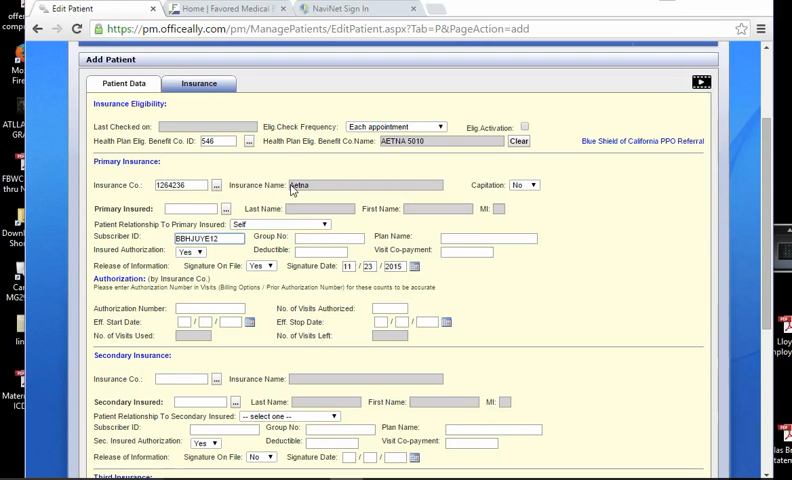 Edit Patient × Home | Favored Medical B × NaviNet Sign In ×
https://pm.officeally.com/pm/ManagePatients/EditPatient.aspx?Tab=P&PageAction=add
Add Patient
Patient Data Insurance
Insurance Eligibility:
Last Checked on: Elig.Check Frequency: Each appointment Elig.Activation:
Health Plan Elig. Benefit Co. ID: 546 ... Health Plan Elig. Benefit Co.Name: AETNA 5010 Clear Blue Shield of California PPO Referral
Primary Insurance:
Insurance Co.: 1264236 ... Insurance Name: Aetna Capitation: No
Primary Insured: ... Last Name: First Name: MI:
Patient Relationship To Primary Insured: Self
Subscriber ID: BBHJUYE12 Group No: Plan Name:
Insured Authorization: Yes Deductible: Visit Co-payment:
Release of Information: Signature On File: Yes Signature Date: 11 / 23 / 2015
Authorization: (by Insurance Co.)
Please enter Authorization Number in Visits (Billing Options / Prior Authorization Number) for these counts to be accurate
Authorization Number: No. of Visits Authorized:
Eff. Start Date: / / Eff. Stop Date: / /
No. of Visits Used: No. of Visits Left:
Secondary Insurance:
Insurance Co.: ... Insurance Name:
Secondary Insured: ... Last Name: First Name: MI:
Patient Relationship To Secondary Insured: -- select one --
Subscriber ID: Group No: Plan Name:
Sec. Insured Authorization: Yes Deductible: Visit Co-payment:
Release of Information: Signature On File: No Signature Date: / /
Third Insurance: